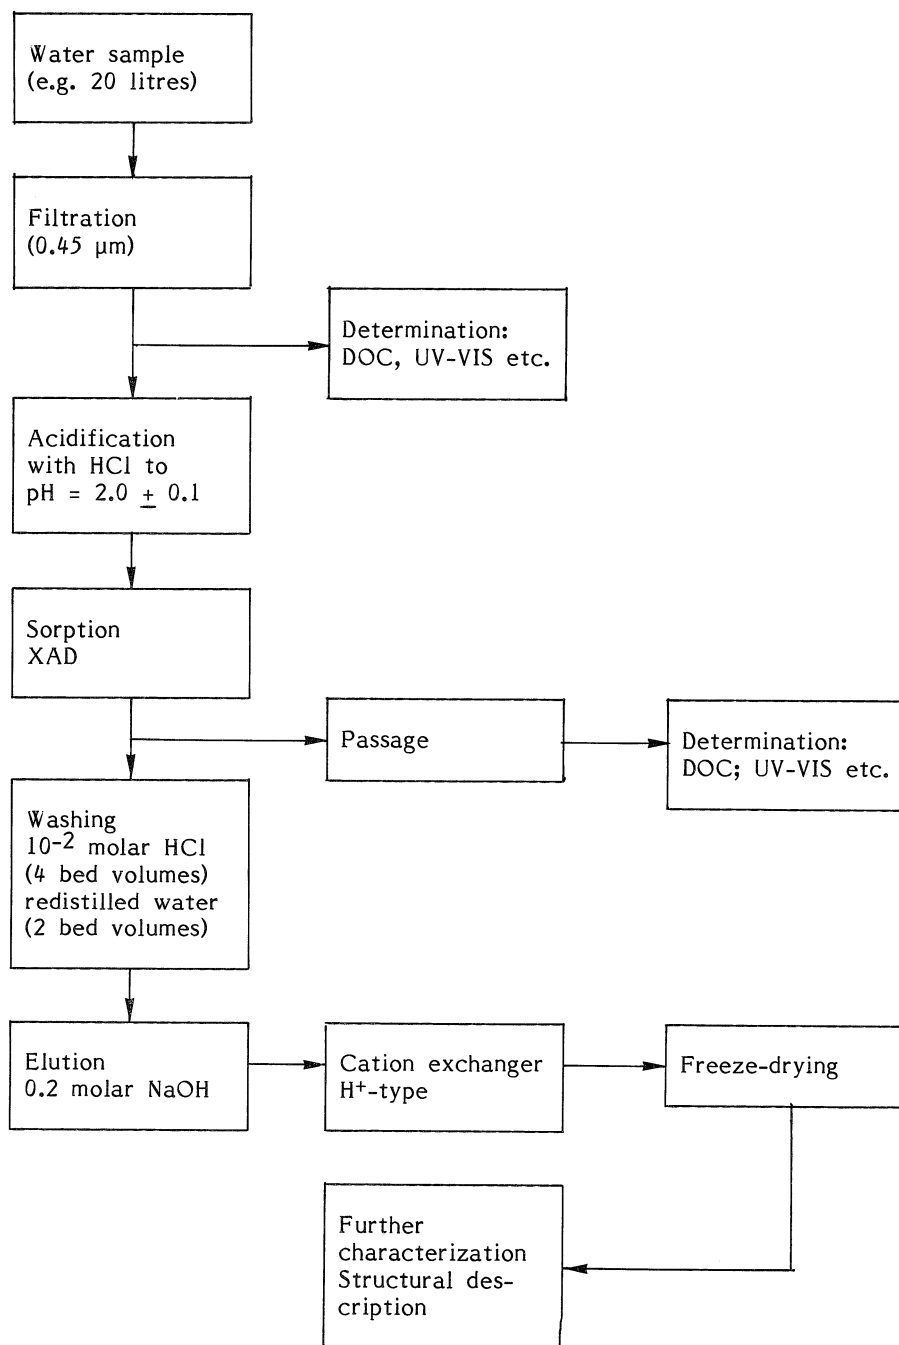 Water sample
(e.g. 20 litres)
Filtration
(0.45 µm)
Determination:
DOC, UV-VIS etc.
Acidification
with HCl to
pH = 2.0 ± 0.1
Sorption
XAD
Passage
Determination:
DOC; UV-VIS etc.
Washing
10⁻² molar HCl
(4 bed volumes)
redistilled water
(2 bed volumes)
Elution
0.2 molar NaOH
Cation exchanger
H⁺-type
Freeze-drying
Further
characterization
Structural des-
cription